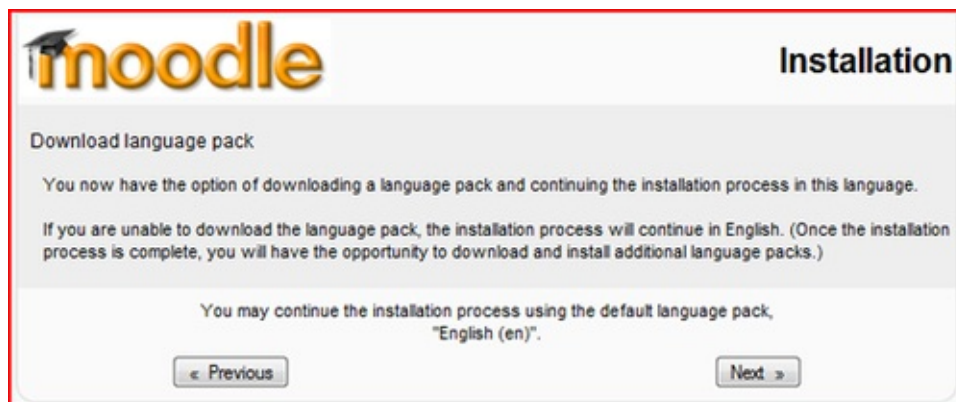 moodle
Installation
Download language pack
You now have the option of downloading a language pack and continuing the installation process in this language.
If you are unable to download the language pack, the installation process will continue in English. (Once the installation
process is complete, you will have the opportunity to download and install additional language packs.)
You may continue the installation process using the default language pack,
"English (en)".
« Previous
Next »